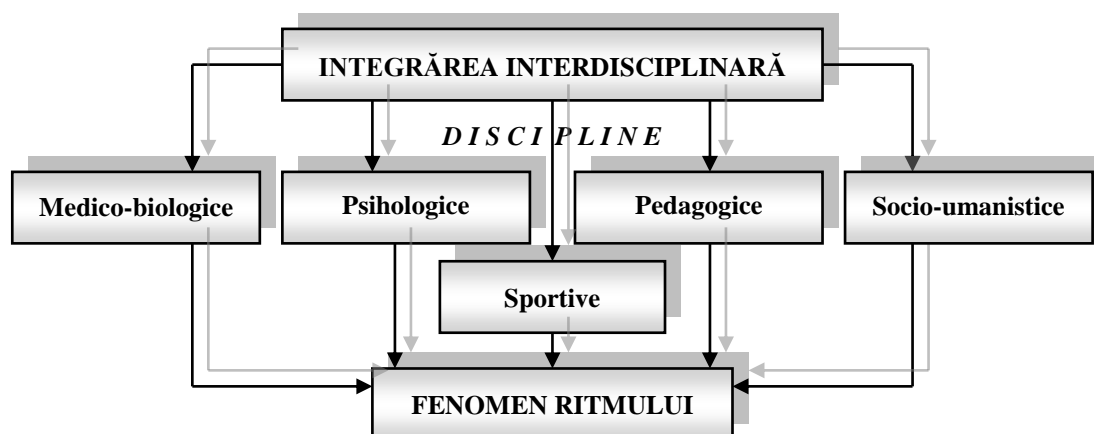 INTEGRĂREA INTERDISCIPLINARĂ
D I S C I P L I N E
Medico-biologice
Psihologice
Pedagogice
Socio-umanistice
Sportive
FENOMEN RITMULUI